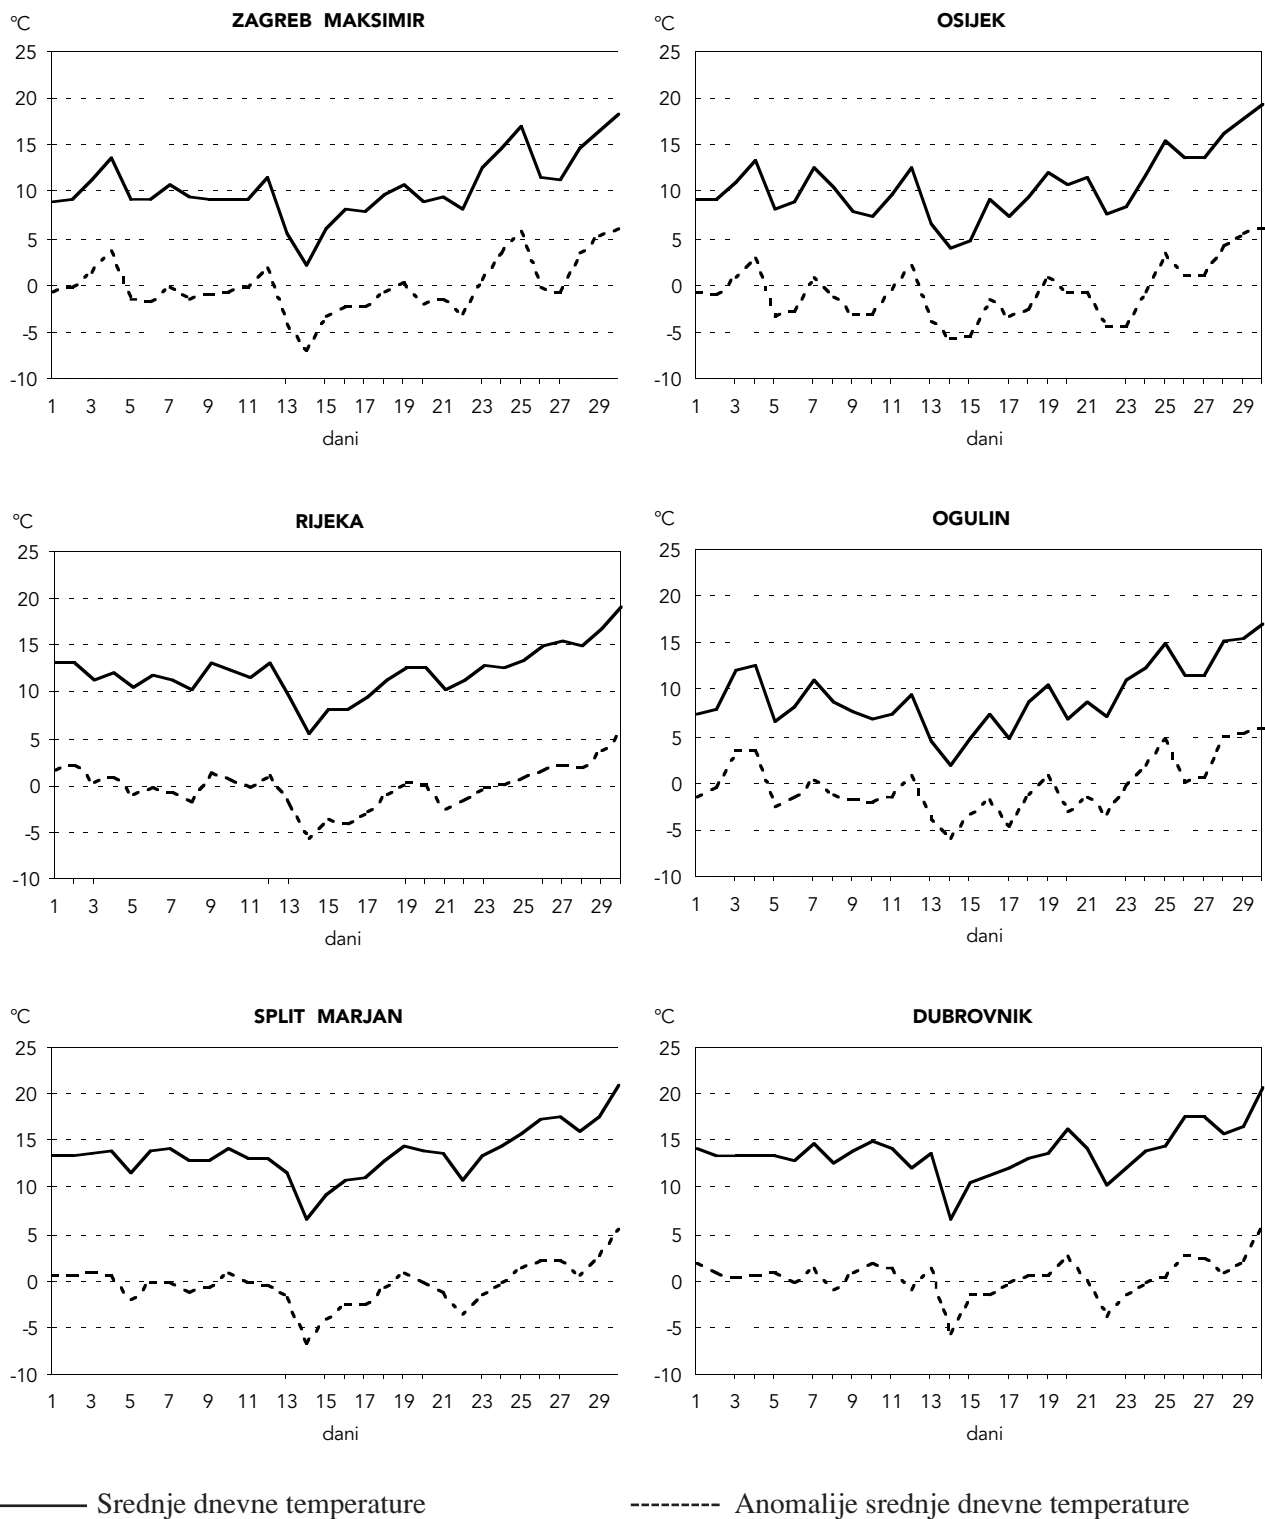 °C ZAGREB MAKSIMIR
25
20
15
10
5
0
-5
-10
1 3 5 7 9 11 13 15 17 19 21 23 25 27 29
dani
°C OSIJEK
25
20
15
10
5
0
-5
-10
1 3 5 7 9 11 13 15 17 19 21 23 25 27 29
dani
°C RIJEKA
25
20
15
10
5
0
-5
-10
1 3 5 7 9 11 13 15 17 19 21 23 25 27 29
dani
°C OGULIN
25
20
15
10
5
0
-5
-10
1 3 5 7 9 11 13 15 17 19 21 23 25 27 29
dani
°C SPLIT MARJAN
25
20
15
10
5
0
-5
-10
1 3 5 7 9 11 13 15 17 19 21 23 25 27 29
dani
°C DUBROVNIK
25
20
15
10
5
0
-5
-10
1 3 5 7 9 11 13 15 17 19 21 23 25 27 29
dani
Srednje dnevne temperature
Anomalije srednje dnevne temperature